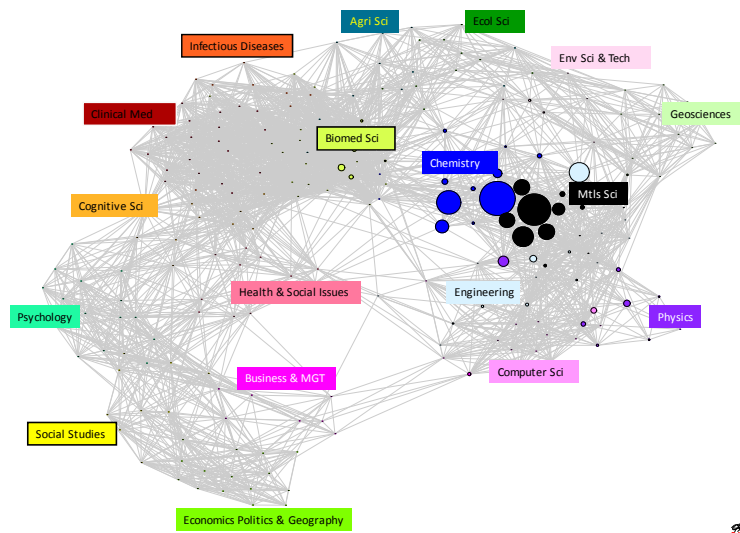 Agri Sci
Ecol Sci
Infectious Diseases
Env Sci & Tech
Clinical Med
Geosciences
Biomed Sci
Chemistry
Mtls Sci
Cognitive Sci
Health & Social Issues
Engineering
Psychology
Physics
Business & MGT
Computer Sci
Social Studies
Economics Politics & Geography